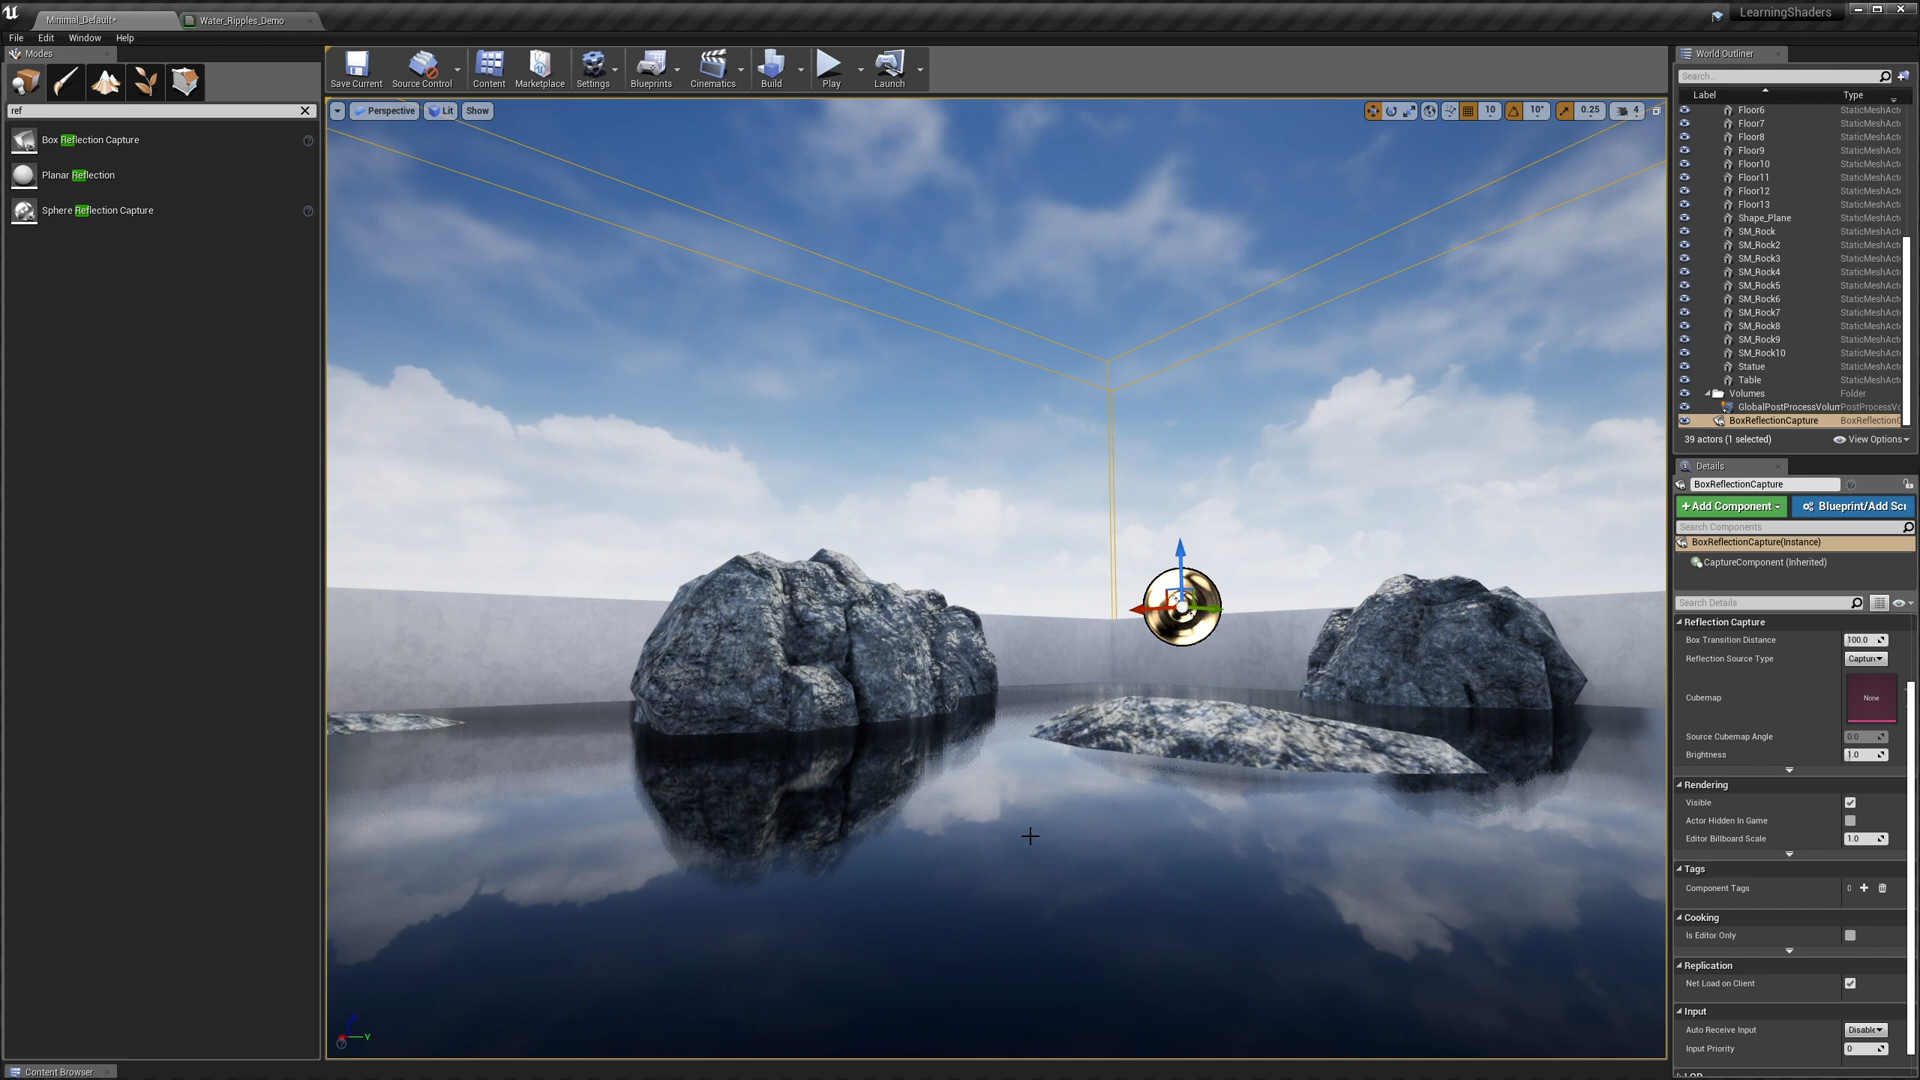 Minimal_Default*
Water_Ripples_Demo
LearningShaders
File Edit Window Help
Modes
ref
Box Reflection Capture
Planar Reflection
Sphere Reflection Capture
Save Current
Source Control
Content
Marketplace
Settings
Blueprints
Cinematics
Build
Play
Launch
Perspective
Lit
Show
10
10°
0.25
4
Y
World Outliner
Search...
Label Type
Floor6 StaticMeshAct
Floor7 StaticMeshAct
Floor8 StaticMeshAct
Floor9 StaticMeshAct
Floor10 StaticMeshAct
Floor11 StaticMeshAct
Floor12 StaticMeshAct
Floor13 StaticMeshAct
Shape_Plane StaticMeshAct
SM_Rock StaticMeshAct
SM_Rock2 StaticMeshAct
SM_Rock3 StaticMeshAct
SM_Rock4 StaticMeshAct
SM_Rock5 StaticMeshAct
SM_Rock6 StaticMeshAct
SM_Rock7 StaticMeshAct
SM_Rock8 StaticMeshAct
SM_Rock9 StaticMeshAct
SM_Rock10 StaticMeshAct
Statue StaticMeshAct
Table StaticMeshAct
Volumes Folder
GlobalPostProcessVolum PostProcessVo
BoxReflectionCapture BoxReflectionC
39 actors (1 selected) View Options
Details
BoxReflectionCapture
+Add Component
Blueprint/Add Scr
Search Components
BoxReflectionCapture(Instance)
CaptureComponent (Inherited)
Search Details
Reflection Capture
Box Transition Distance 100.0
Reflection Source Type Captur
Cubemap None
Source Cubemap Angle 0.0
Brightness 1.0
Rendering
Visible
Actor Hidden In Game
Editor Billboard Scale 1.0
Tags
Component Tags 0
Cooking
Is Editor Only
Replication
Net Load on Client
Input
Auto Receive Input Disable
Input Priority 0
Content Browser